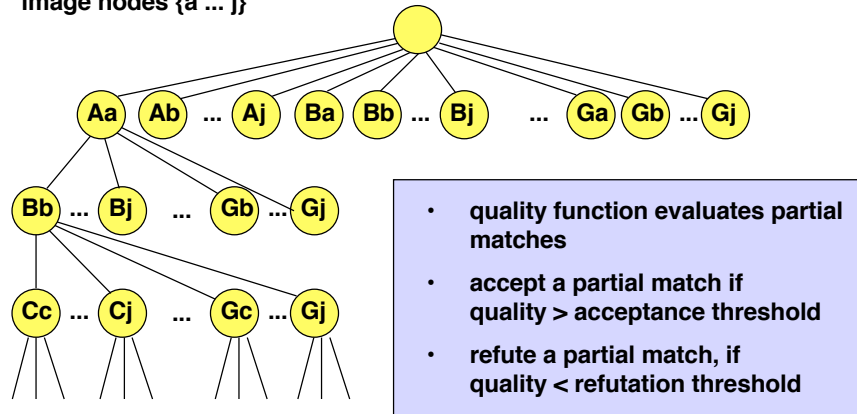 image nodes {a ... j}
Aa Ab ... Aj Ba Bb ... Bj ... Ga Gb ... Gj
Bb ... Bj ... Gb ... Gj
Cc ... Cj ... Gc ... Gj
• quality function evaluates partial
matches
• accept a partial match if
quality > acceptance threshold
• refute a partial match, if
quality < refutation threshold